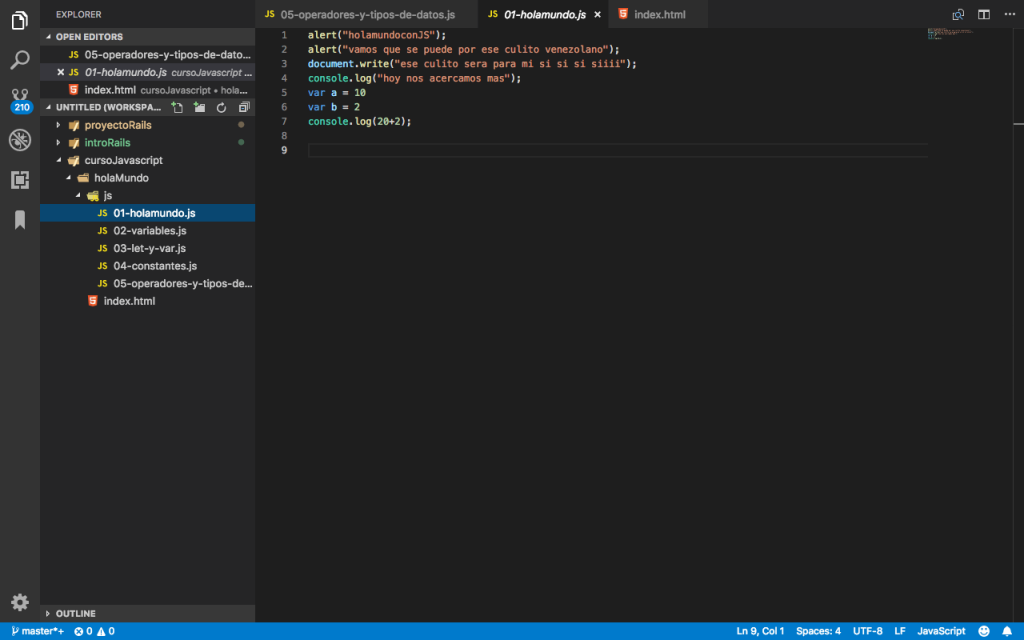 EXPLORER
OPEN EDITORS
JS 05-operadores-y-tipos-de-dato...
JS 01-holamundo.js cursoJavascript ...
index.html cursoJavascript • hola...
210
UNTITLED (WORKSPA...
proyectoRails
introRails
cursoJavascript
holaMundo
js
JS 01-holamundo.js
JS 02-variables.js
JS 03-let-y-var.js
JS 04-constantes.js
JS 05-operadores-y-tipos-de...
index.html
OUTLINE
JS 05-operadores-y-tipos-de-datos.js JS 01-holamundo.js index.html
1 alert("holamundoconJS");
2 alert("vamos que se puede por ese culito venezolano");
3 document.write("ese culito sera para mi si si si siiii");
4 console.log("hoy nos acercamos mas");
5 var a = 10
6 var b = 2
7 console.log(20+2);
8
9
master*+ 0 0 Ln 9, Col 1 Spaces: 4 UTF-8 LF JavaScript